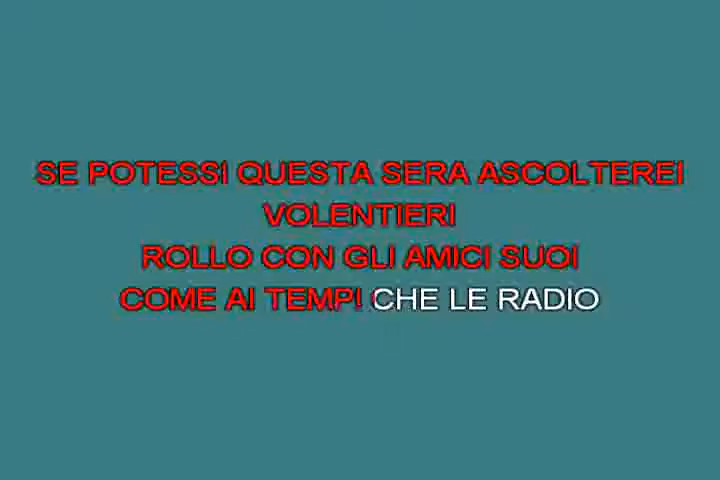 SE POTESSI QUESTA SERA ASCOLTEREI
VOLENTIERI
ROLLO CON GLI AMICI SUOI
COME AI TEMPI CHE LE RADIO